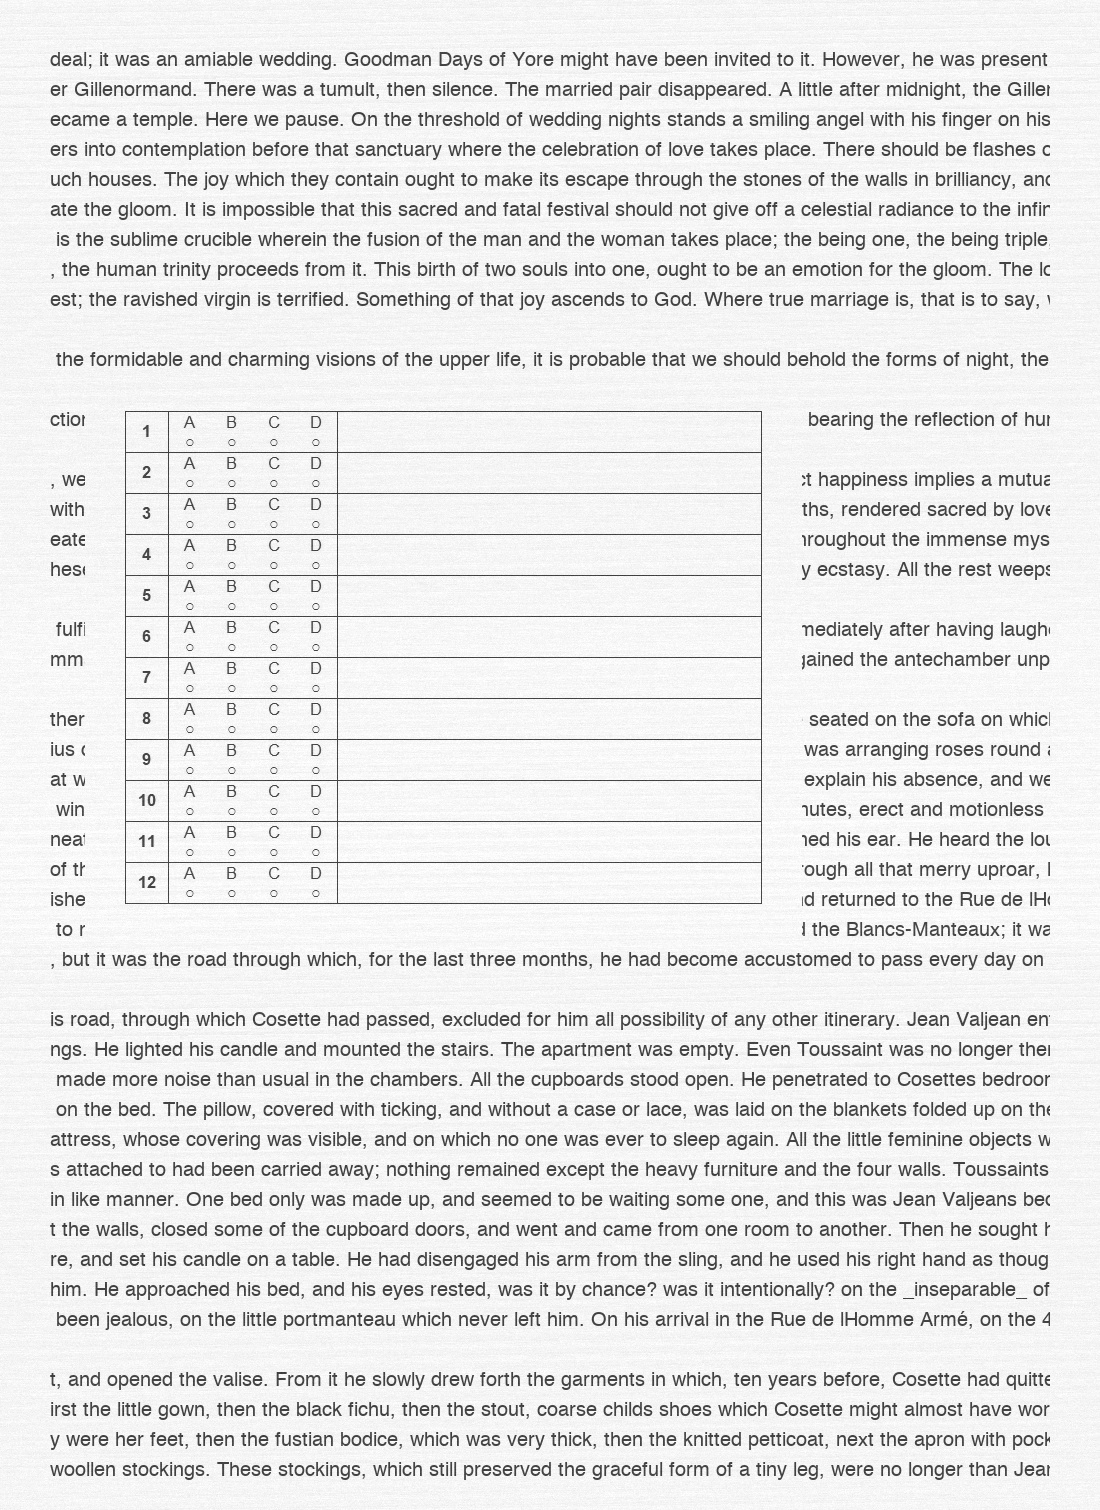 deal; it was an amiable wedding. Goodman Days of Yore might have been invited to it. However, he was present
er Gillenormand. There was a tumult, then silence. The married pair disappeared. A little after midnight, the
ecame a temple. Here we pause. On the threshold of wedding nights stands a smiling angel with his finger on his
ers into contemplation before that sanctuary where the celebration of love takes place. There should be flashes
uch houses. The joy which they contain ought to make its escape through the stones of the walls in brilliancy, and
ate the gloom. It is impossible that this sacred and fatal festival should not give off a celestial radiance to the
is the sublime crucible wherein the fusion of the man and the woman takes place; the being one, the being triple
, the human trinity proceeds from it. This birth of two souls into one, ought to be an emotion for the gloom. The
est; the ravished virgin is terrified. Something of that joy ascends to God. Where true marriage is, that is to say,
the formidable and charming visions of the upper life, it is probable that we should behold the forms of night, the
bearing the reflection of
, we
happiness implies a mutua
with
rendered sacred by love
eate
throughout the immense mys
hese
ecstasy. All the rest weeps
immediately after having
mm
gained the antechamber unp
1 A B C D
2 A B C D
3 A B C D
4 A B C D
5 A B C D
6 A B C D
7 A B C D
8 A B C D
9 A B C D
10 A B C D
11 A B C D
12 A B C D
ther
seated on the sofa on which
ius
was arranging roses round
at
explain his absence, and we
win
erect and motionless
his ear. He heard the
of
all that merry uproar,
ishe
returned to the Rue de
to
the Blancs-Manteaux; it wa
, but it was the road through which, for the last three months, he had become accustomed to pass every day on
is road, through which Cosette had passed, excluded for him all possibility of any other itinerary. Jean Valjean
ngs. He lighted his candle and mounted the stairs. The apartment was empty. Even Toussaint was no longer
made more noise than usual in the chambers. All the cupboards stood open. He penetrated to Cosettes
on the bed. The pillow, covered with ticking, and without a case or lace, was laid on the blankets folded up on the
attress, whose covering was visible, and on which no one was ever to sleep again. All the little feminine objects
s attached to had been carried away; nothing remained except the heavy furniture and the four walls. Toussaints
in like manner. One bed only was made up, and seemed to be waiting some one, and this was Jean Valjeans
t the walls, closed some of the cupboard doors, and went and came from one room to another. Then he sought
re, and set his candle on a table. He had disengaged his arm from the sling, and he used his right hand as thoug
him. He approached his bed, and his eyes rested, was it by chance? was it intentionally? on the _inseparable_ of
been jealous, on the little portmanteau which never left him. On his arrival in the Rue de lHomme Armé, on the 4
t, and opened the valise. From it he slowly drew forth the garments in which, ten years before, Cosette had quitte
irst the little gown, then the black fichu, then the stout, coarse childs shoes which Cosette might almost have wor
y were her feet, then the fustian bodice, which was very thick, then the knitted petticoat, next the apron with pock
woollen stockings. These stockings, which still preserved the graceful form of a tiny leg, were no longer than Jean